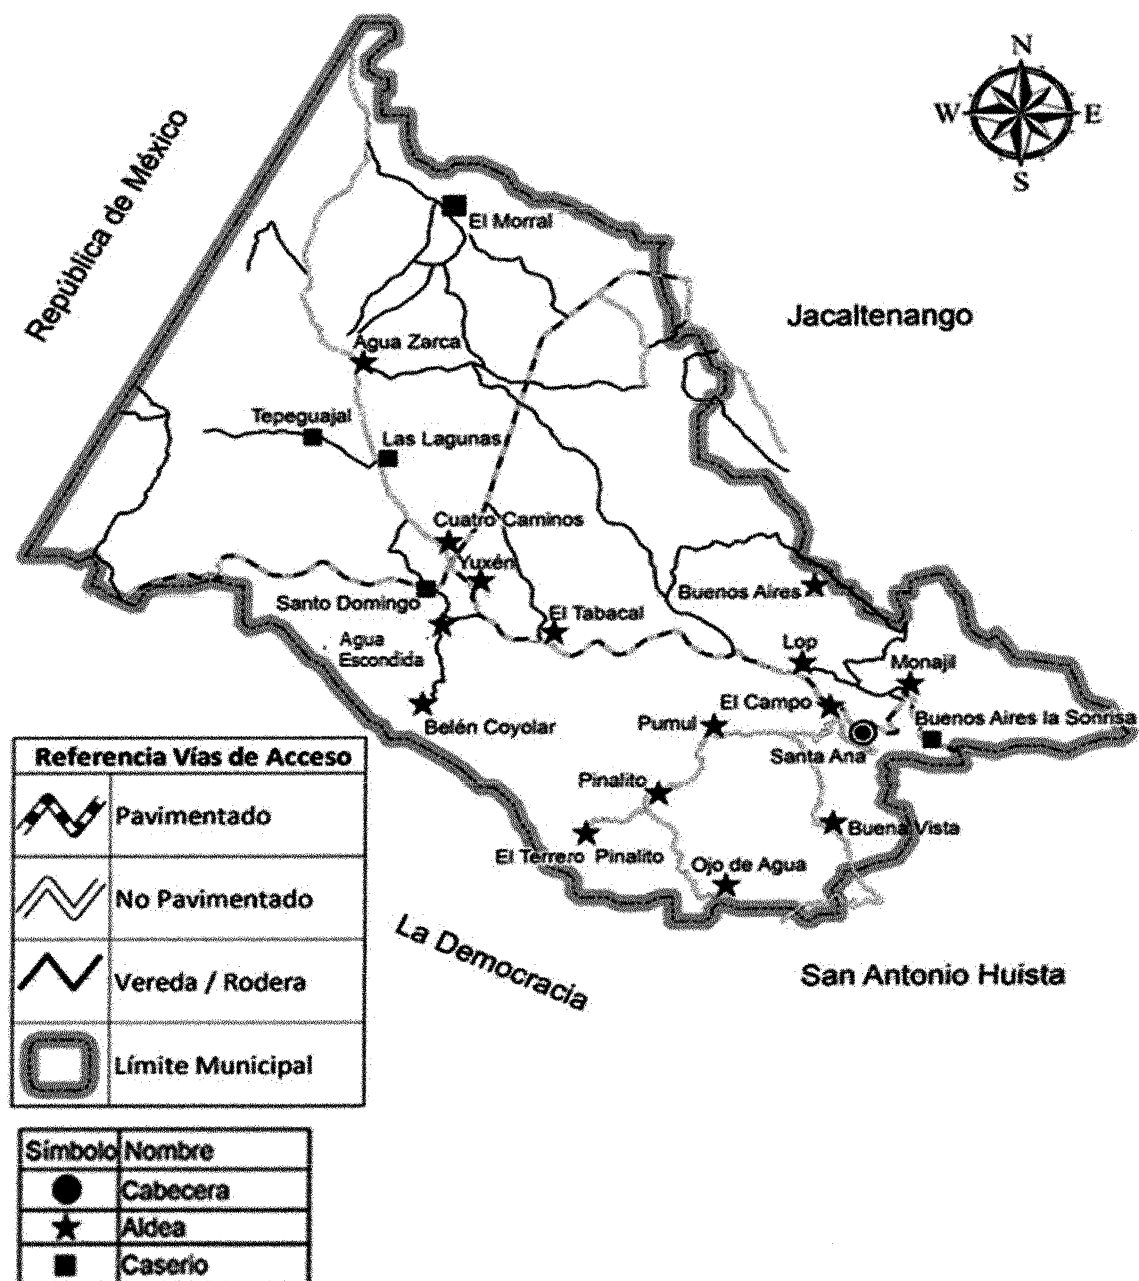 N
W
E
S
República de México
El Morral
Jacaltenango
Agua Zarca
Tepeguajal
Las Lagunas
Cuatro Caminos
Yuxén
Buenos Aires
Santo Domingo
El Tabacal
Agua
Escondida
Lop
Monajil
El Campo
Belén Coyolar
Pumul
Buenos Aires la Sonrisa
Santa Ana
Pinalito
Buena Vista
El Terrero Pinalito
Ojo de Agua
La Democracia
San Antonio Huista
Referencia Vías de Acceso
Pavimentado
No Pavimentado
Vereda / Rodera
Límite Municipal
Símbolo Nombre
Cabecera
Aldea
Caserio